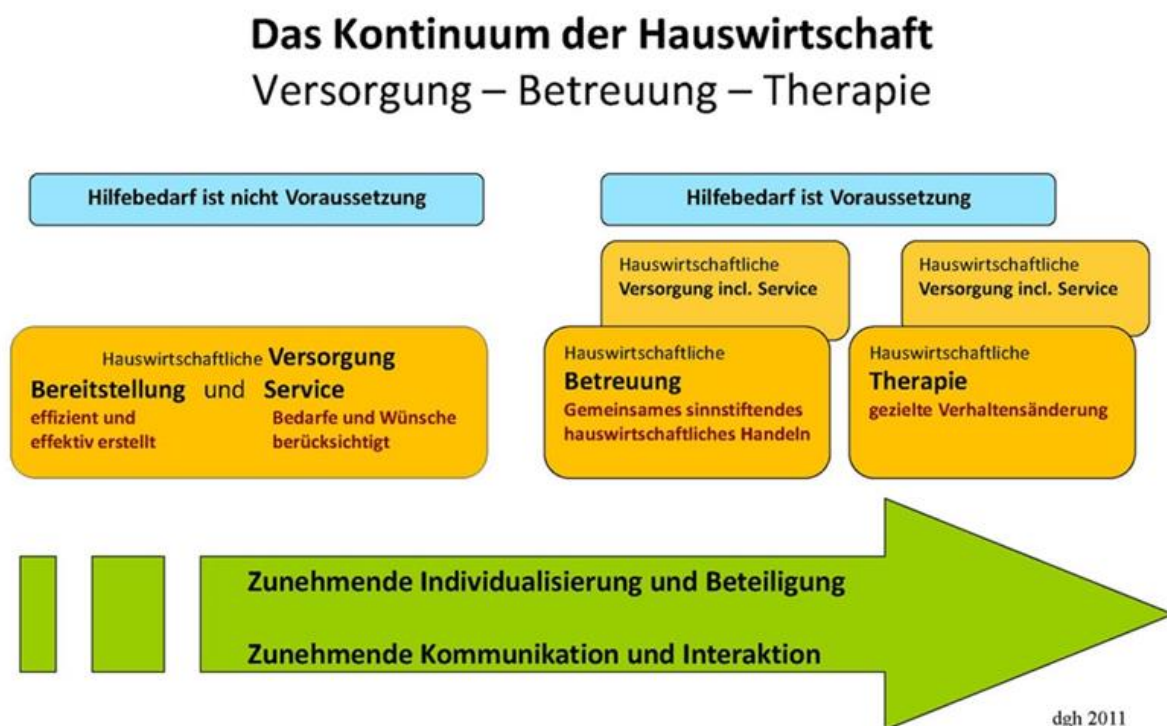 Das Kontinuum der Hauswirtschaft
Versorgung – Betreuung – Therapie
Hilfebedarf ist nicht Voraussetzung
Hilfebedarf ist Voraussetzung
Hauswirtschaftliche
Versorgung incl. Service
Hauswirtschaftliche
Versorgung incl. Service
Hauswirtschaftliche Versorgung
Bereitstellung und Service
effizient und
effektiv erstellt
Bedarfe und Wünsche
berücksichtigt
Hauswirtschaftliche
Betreuung
Gemeinsames sinnstiftendes
hauswirtschaftliches Handeln
Hauswirtschaftliche
Therapie
gezielte Verhaltensänderung
Zunehmende Individualisierung und Beteiligung
Zunehmende Kommunikation und Interaktion
dgh 2011